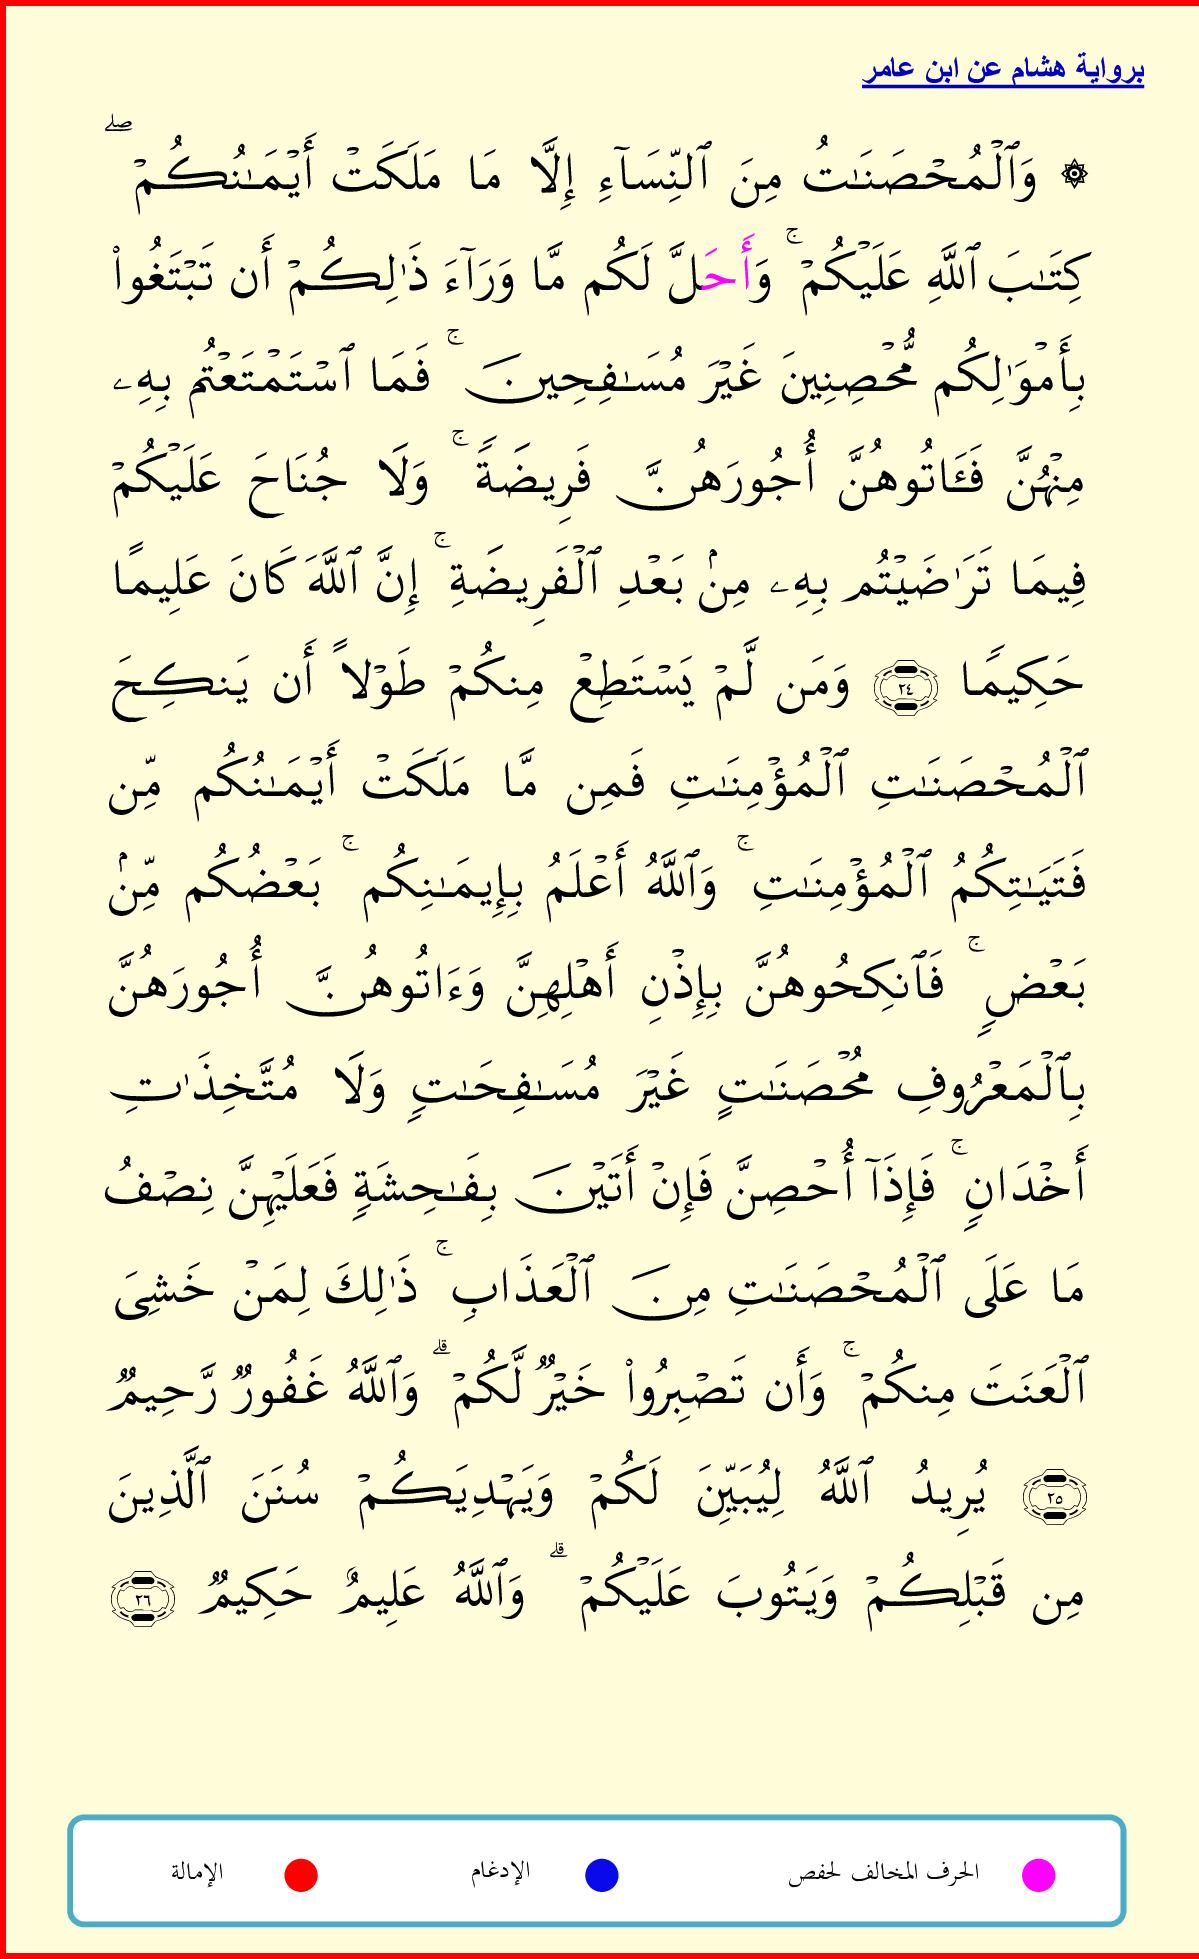 برواية هشام عن ابن عامر
۞ وَٱلْمُحْصَنَٰتُ مِنَ ٱلنِّسَآءِ إِلَّا مَا مَلَكَتْ أَيْمَٰنُكُمْ ۖ
كِتَٰبَ ٱللَّهِ عَلَيْكُمْ ۚ وَأَحَلَّ لَكُم مَّا وَرَآءَ ذَٰلِكُمْ أَن تَبْتَغُوا۟
بِأَمْوَٰلِكُم مُّحْصِنِينَ غَيْرَ مُسَٰفِحِينَ ۚ فَمَا ٱسْتَمْتَعْتُم بِهِۦ
مِنْهُنَّ فَـَٔاتُوهُنَّ أُجُورَهُنَّ فَرِيضَةً ۚ وَلَا جُنَاحَ عَلَيْكُمْ
فِيمَا تَرَٰضَيْتُم بِهِۦ مِنۢ بَعْدِ ٱلْفَرِيضَةِ ۚ إِنَّ ٱللَّهَ كَانَ عَلِيمًا
حَكِيمًا ٢٤ وَمَن لَّمْ يَسْتَطِعْ مِنكُمْ طَوْلًا أَن يَنكِحَ
ٱلْمُحْصَنَٰتِ ٱلْمُؤْمِنَٰتِ فَمِن مَّا مَلَكَتْ أَيْمَٰنُكُم مِّن
فَتَيَٰتِكُمُ ٱلْمُؤْمِنَٰتِ ۚ وَٱللَّهُ أَعْلَمُ بِإِيمَٰنِكُم ۚ بَعْضُكُم مِّنۢ
بَعْضٍ ۚ فَٱنكِحُوهُنَّ بِإِذْنِ أَهْلِهِنَّ وَءَاتُوهُنَّ أُجُورَهُنَّ
بِٱلْمَعْرُوفِ مُحْصَنَٰتٍ غَيْرَ مُسَٰفِحَٰتٍ وَلَا مُتَّخِذَٰتِ
أَخْدَانٍ ۚ فَإِذَآ أُحْصِنَّ فَإِنْ أَتَيْنَ بِفَٰحِشَةٍ فَعَلَيْهِنَّ نِصْفُ
مَا عَلَى ٱلْمُحْصَنَٰتِ مِنَ ٱلْعَذَابِ ۚ ذَٰلِكَ لِمَنْ خَشِىَ
ٱلْعَنَتَ مِنكُمْ ۚ وَأَن تَصْبِرُوا۟ خَيْرٌ لَّكُمْ ۗ وَٱللَّهُ غَفُورٌ رَّحِيمٌ
٢٥ يُرِيدُ ٱللَّهُ لِيُبَيِّنَ لَكُمْ وَيَهْدِيَكُمْ سُنَنَ ٱلَّذِينَ
مِن قَبْلِكُمْ وَيَتُوبَ عَلَيْكُمْ ۗ وَٱللَّهُ عَلِيمٌ حَكِيمٌ ٢٦
الحرف المخالف لحفص الإدغام الإمالة